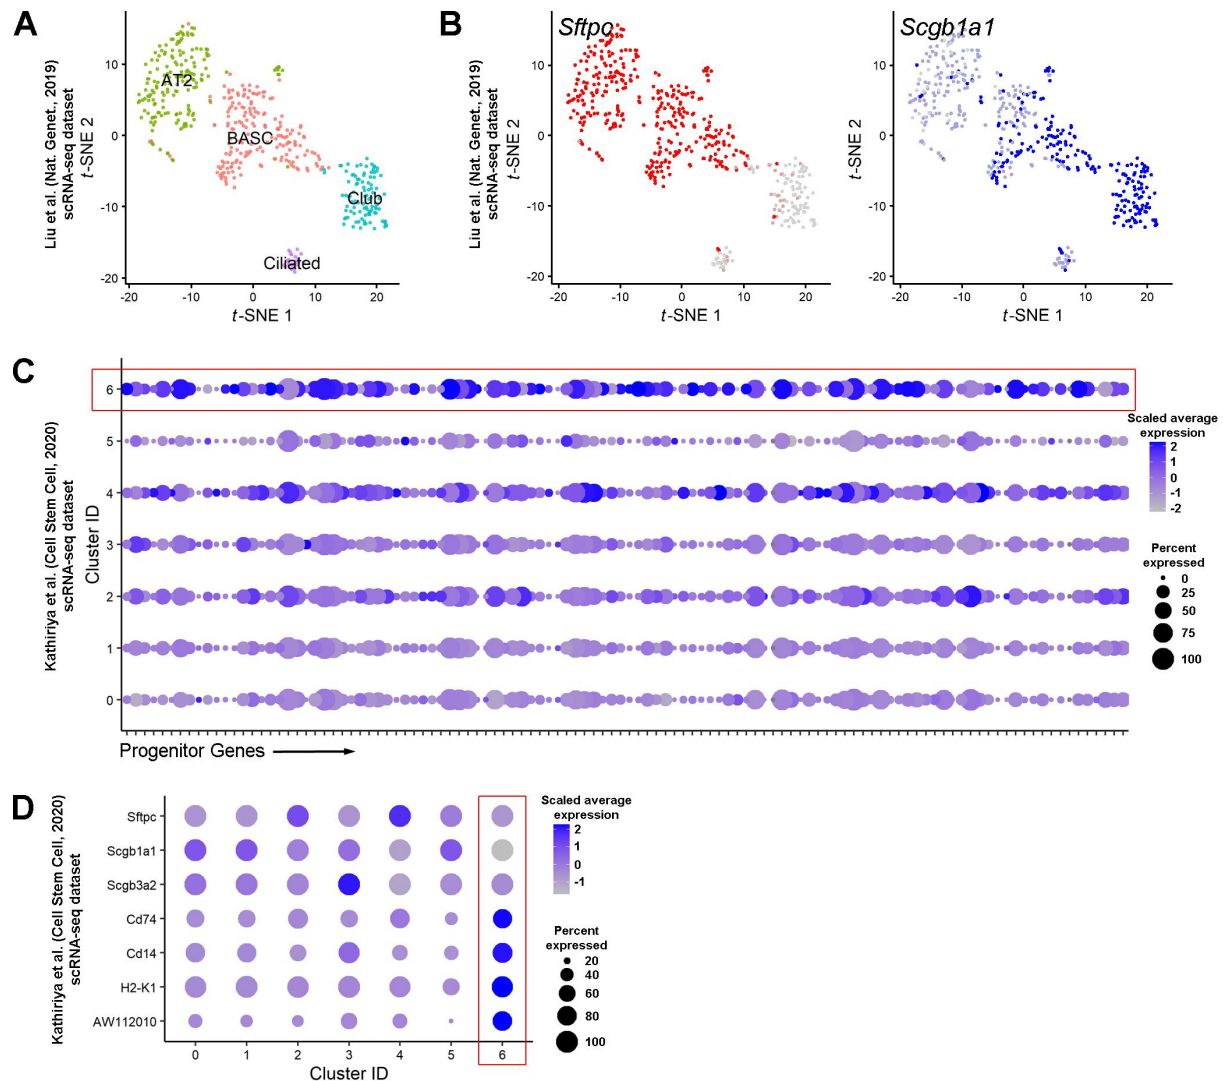 A
Liu et al. (Nat. Genet., 2019)
scRNA-seq dataset
t-SNE 2
10
0
-10
-20
AT2
BASC
Club
Ciliated
-20
-10
0
10
20
t-SNE 1
B
Liu et al. (Nat. Genet., 2019)
scRNA-seq dataset
t-SNE 2
Sftpc
10
0
-10
-20
-20
-10
0
10
20
t-SNE 1
Scgb1a1
t-SNE 2
10
0
-10
-20
-20
-10
0
10
20
t-SNE 1
C
Kathiriya et al. (Cell Stem Cell, 2020)
scRNA-seq dataset
Cluster ID
6
5
4
3
2
1
0
Progenitor Genes
Scaled average
expression
2
1
0
-1
-2
Percent
expressed
0
25
50
75
100
D
Kathiriya et al. (Cell Stem Cell, 2020)
scRNA-seq dataset
Sftpc
Scgb1a1
Scgb3a2
Cd74
Cd14
H2-K1
AW112010
0
1
2
3
4
5
6
Cluster ID
Scaled average
expression
2
1
0
-1
Percent
expressed
20
40
60
80
100